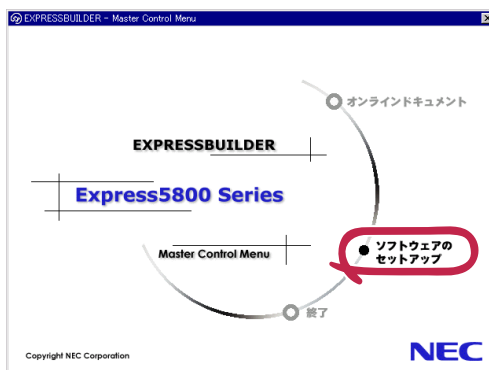 EXPRESSBUILDER - Master Control Menu
オンラインドキュメント
EXPRESSBUILDER
Express5800 Series
ソフトウェアの
セットアップ
Master Control Menu
終了
Copyright NEC Corporation
NEC